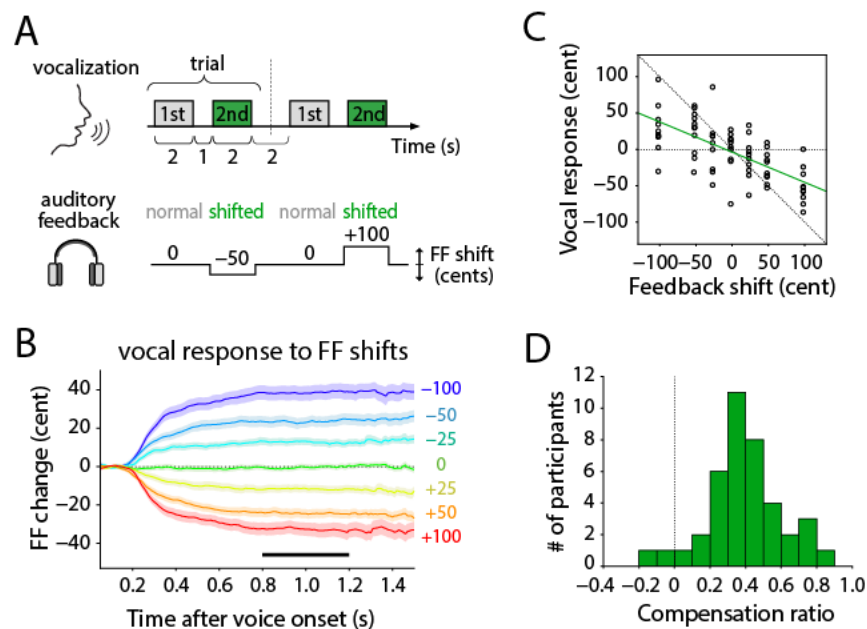 A
vocalization
trial
1st 2nd 1st 2nd
Time (s)
2 1 2 2
auditory
feedback
normal shifted normal shifted
0 −50 0 +100
FF shift
(cents)
B
vocal response to FF shifts
FF change (cent)
40
20
0
−20
−40
0.2 0.4 0.6 0.8 1.0 1.2 1.4
Time after voice onset (s)
−100
−50
−25
0
+25
+50
+100
C
Vocal response (cent)
100
50
0
−50
−100
−100 −50 0 50 100
Feedback shift (cent)
D
# of participants
12
10
8
6
4
2
0
−0.4 −0.2 0 0.2 0.4 0.6 0.8 1.0
Compensation ratio